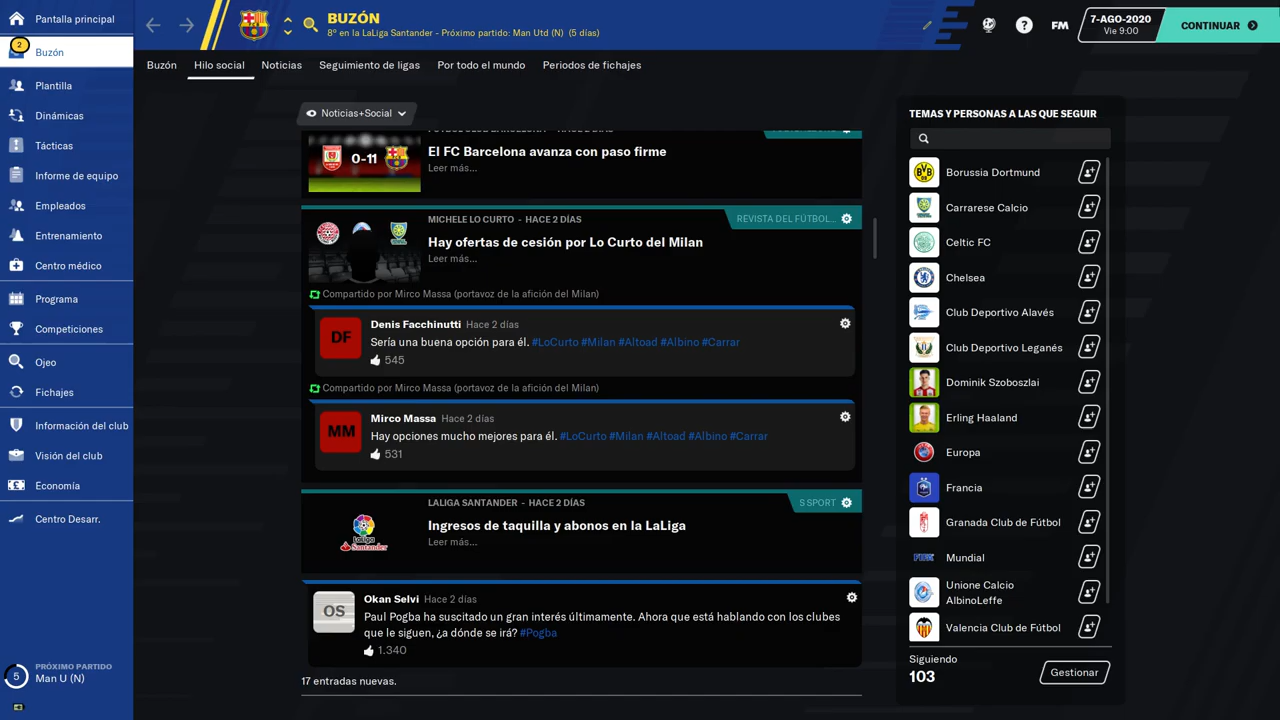 Pantalla principal
2
Buzón
Plantilla
Dinámicas
Tácticas
Informe de equipo
Empleados
Entrenamiento
Centro médico
Programa
Competiciones
Ojeo
Fichajes
Información del club
Visión del club
Economía
Centro Desarr.
5
PRÓXIMO PARTIDO
Man U (N)
BUZÓN
8º en la LaLiga Santander - Próximo partido: Man Utd (N) (5 días)
?
FM
7-AGO-2020
Vie 9:00
CONTINUAR
Buzón
Hilo social
Noticias
Seguimiento de ligas
Por todo el mundo
Periodos de fichajes
Noticias+Social
0-11
El FC Barcelona avanza con paso firme
Leer más...
MICHELE LO CURTO - HACE 2 DÍAS
REVISTA DEL FÚTBOL...
Hay ofertas de cesión por Lo Curto del Milan
Leer más...
Compartido por Mirco Massa (portavoz de la afición del Milan)
DF
Denis Facchinutti Hace 2 días
Sería una buena opción para él. #LoCurto #Milan #Altoad #Albino #Carrar
545
Compartido por Mirco Massa (portavoz de la afición del Milan)
MM
Mirco Massa Hace 2 días
Hay opciones mucho mejores para él. #LoCurto #Milan #Altoad #Albino #Carrar
531
LALIGA SANTANDER - HACE 2 DÍAS
S SPORT
LaLiga
Santander
Ingresos de taquilla y abonos en la LaLiga
Leer más...
OS
Okan Selvi Hace 2 días
Paul Pogba ha suscitado un gran interés últimamente. Ahora que está hablando con los clubes
que le siguen, ¿a dónde se irá? #Pogba
1.340
17 entradas nuevas.
TEMAS Y PERSONAS A LAS QUE SEGUIR
Borussia Dortmund
Carrarese Calcio
Celtic FC
Chelsea
Club Deportivo Alavés
Club Deportivo Leganés
Dominik Szoboszlai
Erling Haaland
Europa
Francia
Granada Club de Fútbol
Mundial
Unione Calcio
AlbinoLeffe
Valencia Club de Fútbol
Siguiendo
103
Gestionar